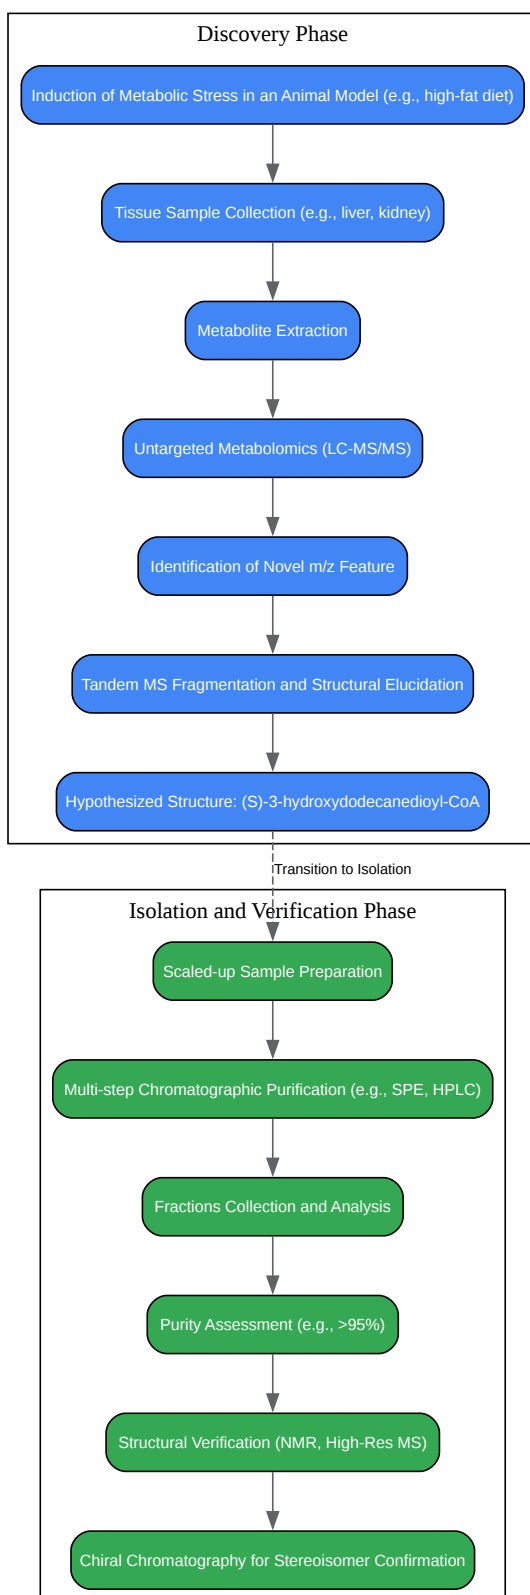 Discovery Phase
Induction of Metabolic Stress in an Animal Model (e.g., high-fat diet)
Tissue Sample Collection (e.g., liver, kidney)
Metabolite Extraction
Untargeted Metabolomics (LC-MS/MS)
Identification of Novel m/z Feature
Tandem MS Fragmentation and Structural Elucidation
Hypothesized Structure: (S)-3-hydroxydodecanedioyl-CoA
Transition to Isolation
Isolation and Verification Phase
Scaled-up Sample Preparation
Multi-step Chromatographic Purification (e.g., SPE, HPLC)
Fractions Collection and Analysis
Purity Assessment (e.g., >95%)
Structural Verification (NMR, High-Res MS)
Chiral Chromatography for Stereoisomer Confirmation